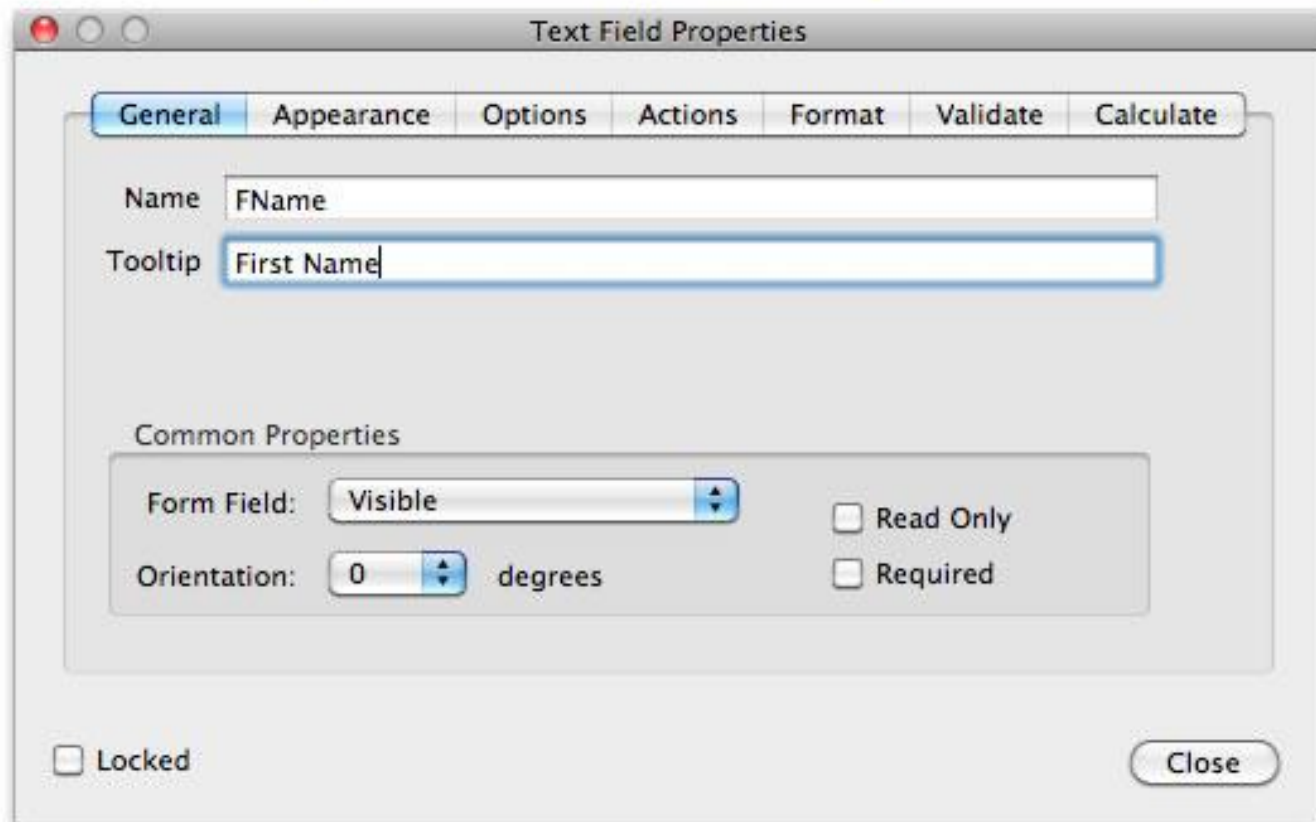 Text Field Properties
General Appearance Options Actions Format Validate Calculate
Name FName
Tooltip First Name
Common Properties
Form Field: Visible
Read Only
Orientation: 0 degrees
Required
Locked
Close